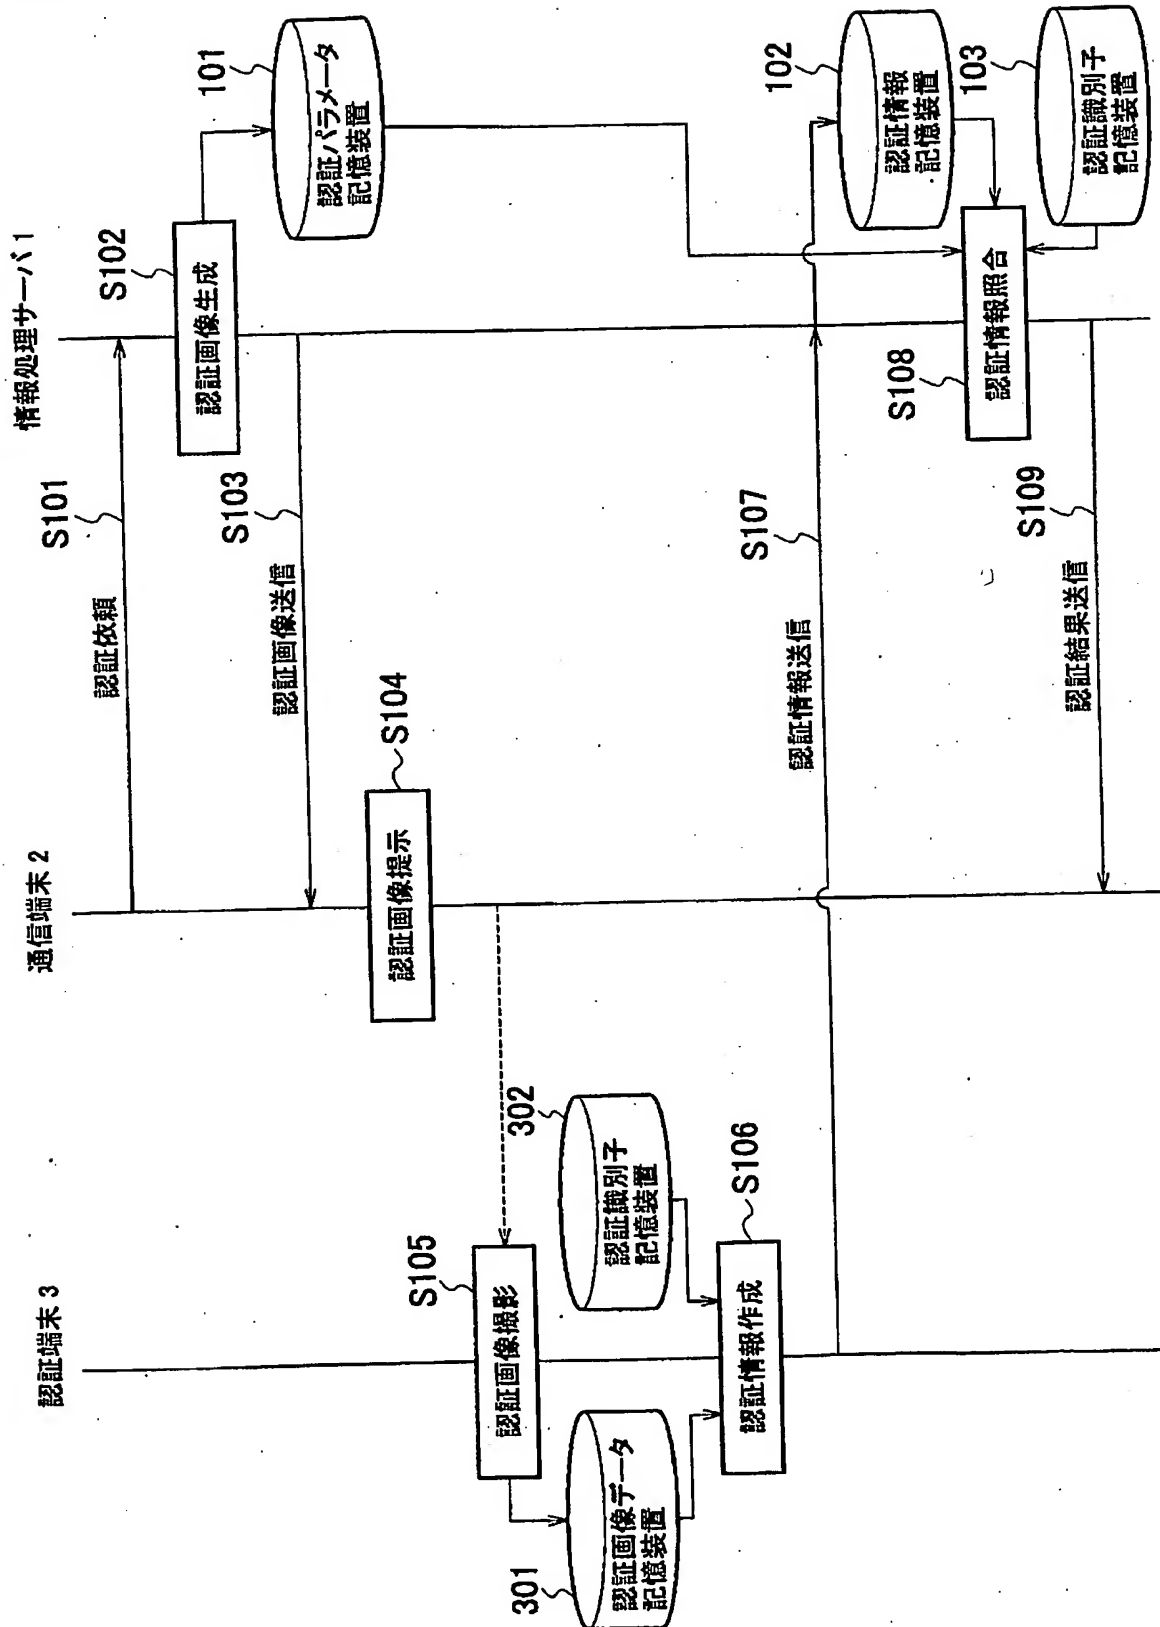 認証端末3
通信端末2
情報処理サーバ1
S101
認証依頼
S102
認証画像生成
101
認証パラメータ
記憶装置
S103
認証画像送信
S104
認証画像提示
S105
認証画像撮影
301
認証画像データ
記憶装置
302
認証識別子
記憶装置
S106
認証情報作成
S107
認証情報送信
102
認証情報
記憶装置
103
認証識別子
記憶装置
S108
認証情報照合
S109
認証結果送信